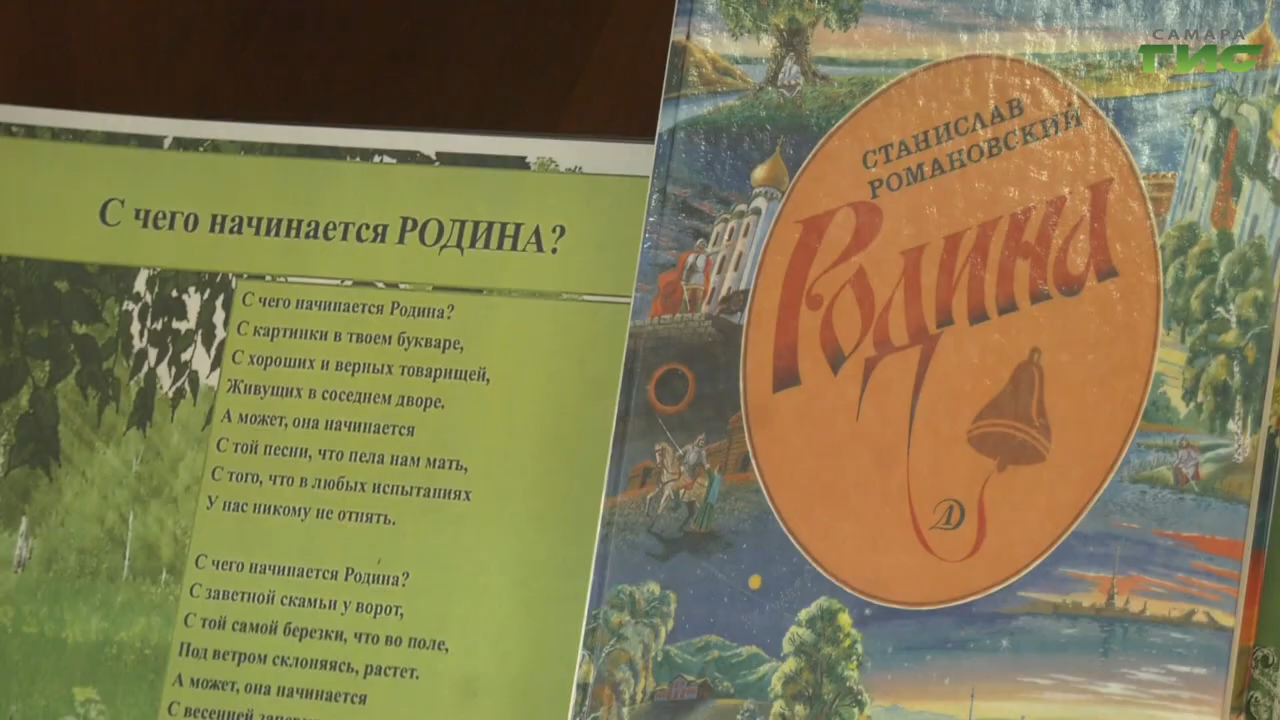 С чего начинается РОДИНА?
С чего начинается Родина?
С картинки в твоем букваре,
С хороших и верных товарищей,
Живущих в соседнем дворе.
А может, она начинается
С той песни, что пела нам мать,
С того, что в любых испытаниях
У нас никому не отнять.
С чего начинается Родина?
С заветной скамьи у ворот,
С той самой березки, что во поле,
Под ветром склоняясь, растет.
А может, она начинается
С весенней
СТАНИСЛАВ
РОМАНОВСКИЙ
Родина
САМАРА
ГИС